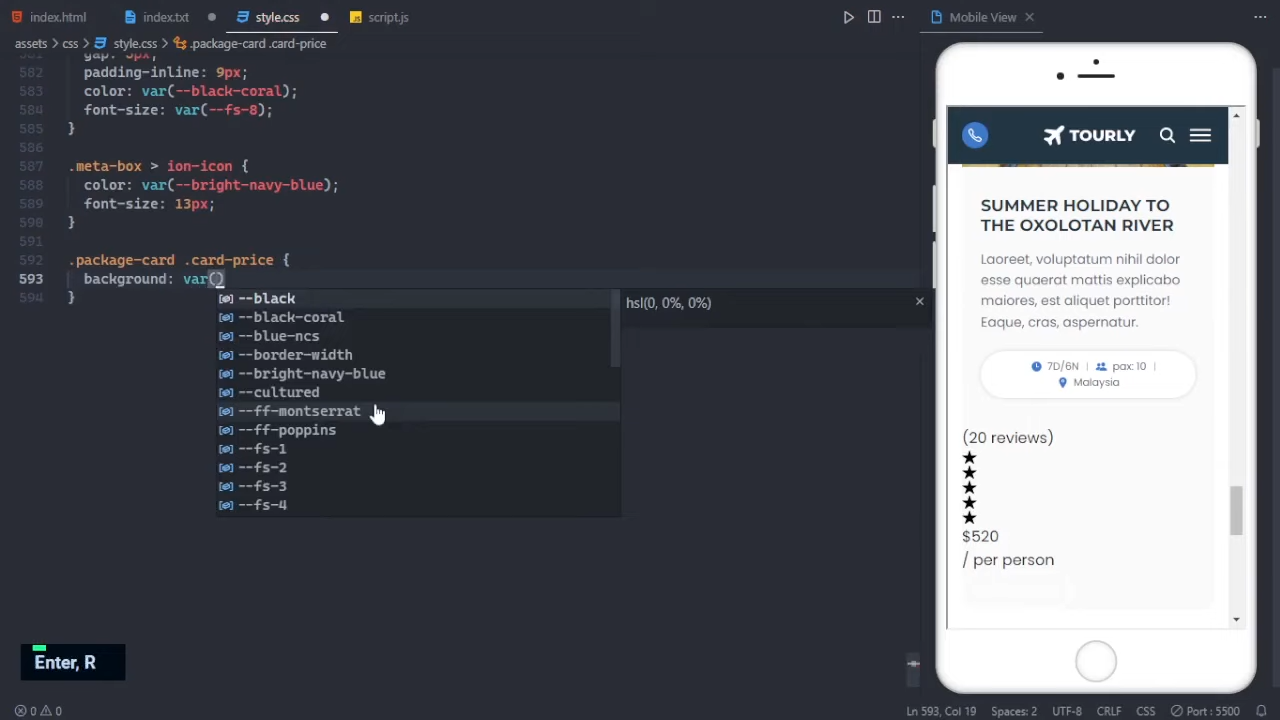 index.html
index.txt
style.css
script.js
Mobile View
assets > css > style.css > .package-card .card-price
582 padding-inline: 9px;
583 color: var(--black-coral);
584 font-size: var(--fs-8);
585 }
586
587 .meta-box > ion-icon {
588 color: var(--bright-navy-blue);
589 font-size: 13px;
590 }
591
592 .package-card .card-price {
593 background: var()
594 }
--black
--black-coral
--blue-ncs
--border-width
--bright-navy-blue
--cultured
--ff-montserrat
--ff-poppins
--fs-1
--fs-2
--fs-3
--fs-4
hsl(0, 0%, 0%)
TOURLY
SUMMER HOLIDAY TO
THE OXOLOTAN RIVER
Laoreet, voluptatum nihil dolor
esse quaerat mattis explicabo
maiores, est aliquet porttitor!
Eaque, cras, aspernatur.
7D/6N | pax: 10 |
Malaysia
(20 reviews)
$520
/ per person
Enter, R
0 0
Ln 593, Col 19 Spaces: 2 UTF-8 CRLF CSS Port : 5500